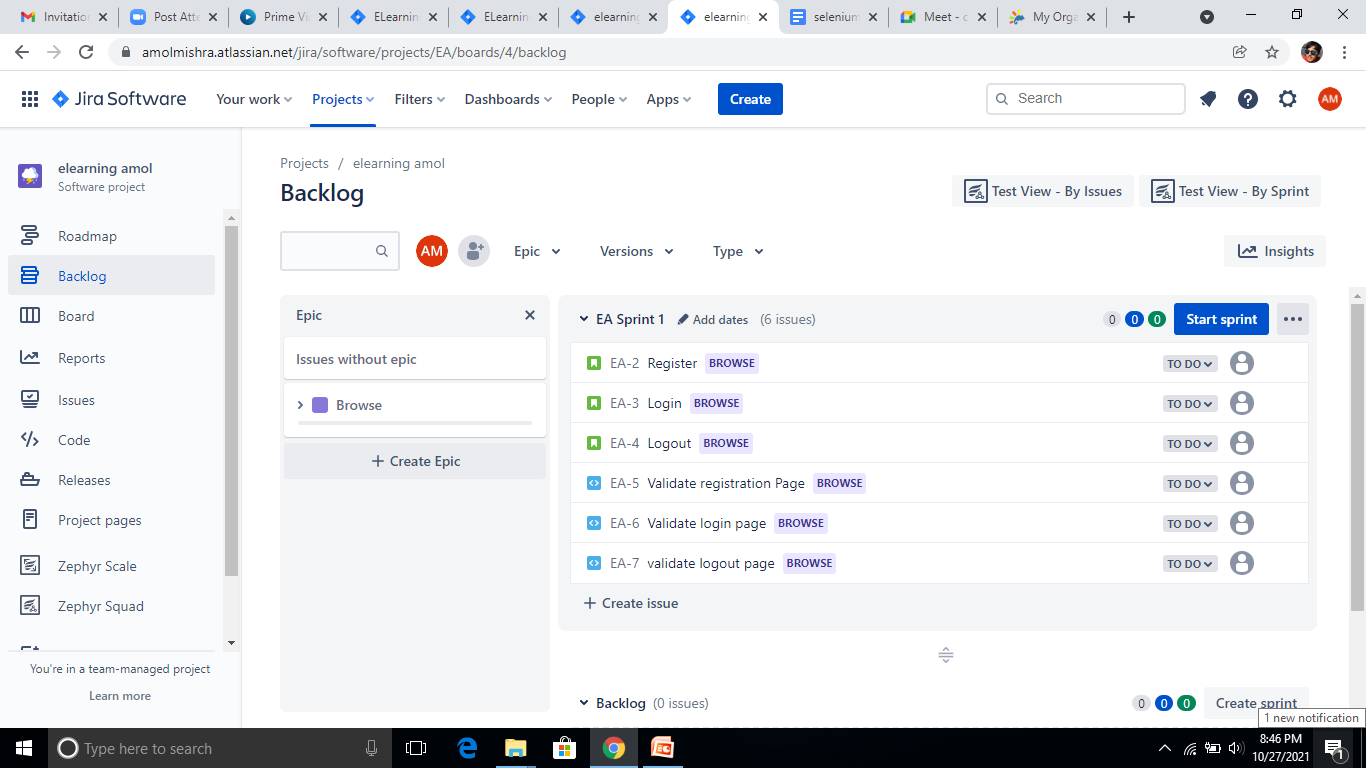 Invitation
Post Atte
Prime Vi
ELearnin
ELearnin
elearning
elearning
selenium
Meet - c
My Orga
amolmishra.atlassian.net/jira/software/projects/EA/boards/4/backlog
Jira Software
Your work
Projects
Filters
Dashboards
People
Apps
Create
Search
AM
elearning amol
Software project
Roadmap
Backlog
Board
Reports
Issues
Code
Releases
Project pages
Zephyr Scale
Zephyr Squad
You're in a team-managed project
Learn more
Projects / elearning amol
Backlog
Test View - By Issues
Test View - By Sprint
AM
Epic
Versions
Type
Insights
Epic
Issues without epic
Browse
+ Create Epic
EA Sprint 1 Add dates (6 issues)
0 0 0 Start sprint
EA-2 Register BROWSE TO DO
EA-3 Login BROWSE TO DO
EA-4 Logout BROWSE TO DO
EA-5 Validate registration Page BROWSE TO DO
EA-6 Validate login page BROWSE TO DO
EA-7 validate logout page BROWSE TO DO
+ Create issue
Backlog (0 issues)
0 0 0 Create sprint
1 new notification
Type here to search
8:46 PM
10/27/2021
1